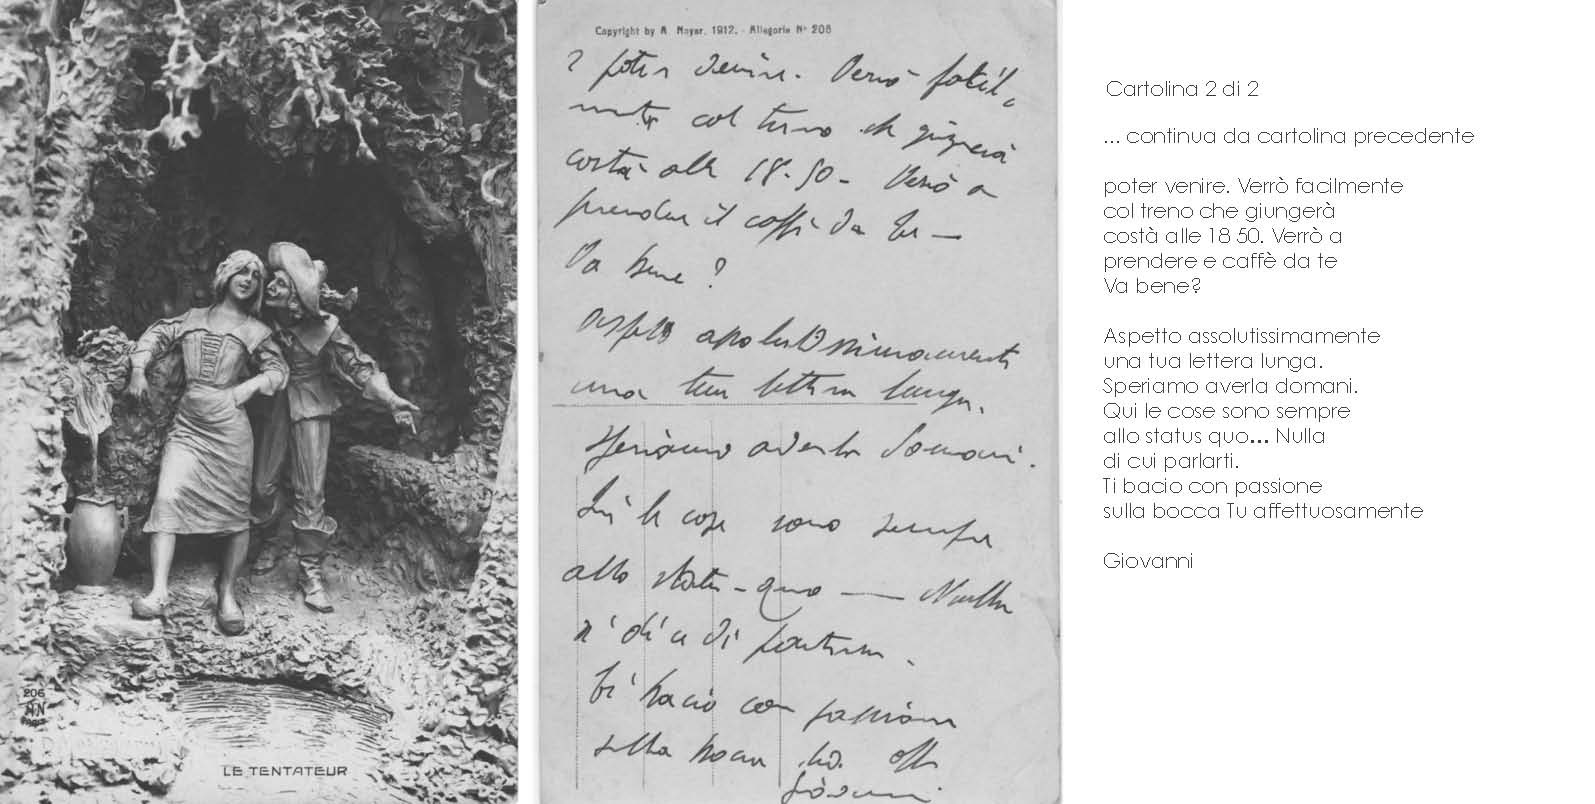 206
NN
PARIS
LE TENTATEUR
Copyright by A. Noyer. 1912. - Allegorie No 206
poter venire. Verrò facil
mente col treno che giungerà
costà alle 18-50 - Verrò a
prender il caffè da te —
Va bene?
Aspetto assolutissimamente
una tua lettera lunga.
Speriamo averla domani.
Qui le cose sono sempre
allo status-quo — Nulla
di parlarti.
Ti bacio con passione
sulla bocca tuo aff
Giovanni
Cartolina 2 di 2
... continua da cartolina precedente
poter venire. Verrò facilmente
col treno che giungerà
costà alle 18 50. Verrò a
prendere e caffè da te
Va bene?
Aspetto assolutissimamente
una tua lettera lunga.
Speriamo averla domani.
Qui le cose sono sempre
allo status quo... Nulla
di cui parlarti.
Ti bacio con passione
sulla bocca Tu affettuosamente
Giovanni